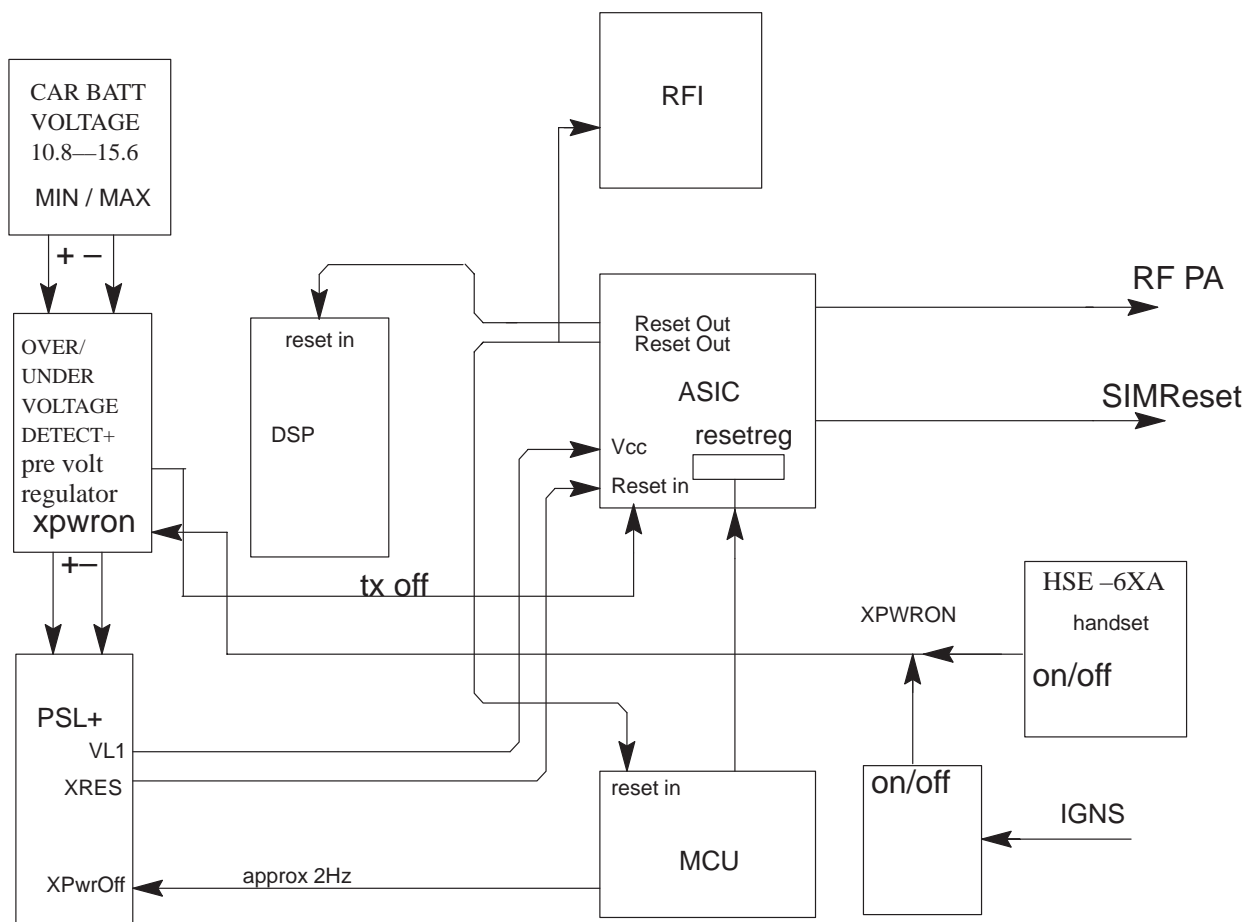 CAR BATT
VOLTAGE
10.8—15.6
MIN / MAX
+ –
OVER/
UNDER
VOLTAGE
DETECT+
pre volt
regulator
xpwron
+–
PSL+
VL1
XRES
XPwrOff
reset in
DSP
tx off
approx 2Hz
RFI
Reset Out
Reset Out
ASIC
resetreg
Vcc
Reset in
RF PA
SIMReset
reset in
MCU
XPWRON
HSE –6XA
handset
on/off
on/off
IGNS